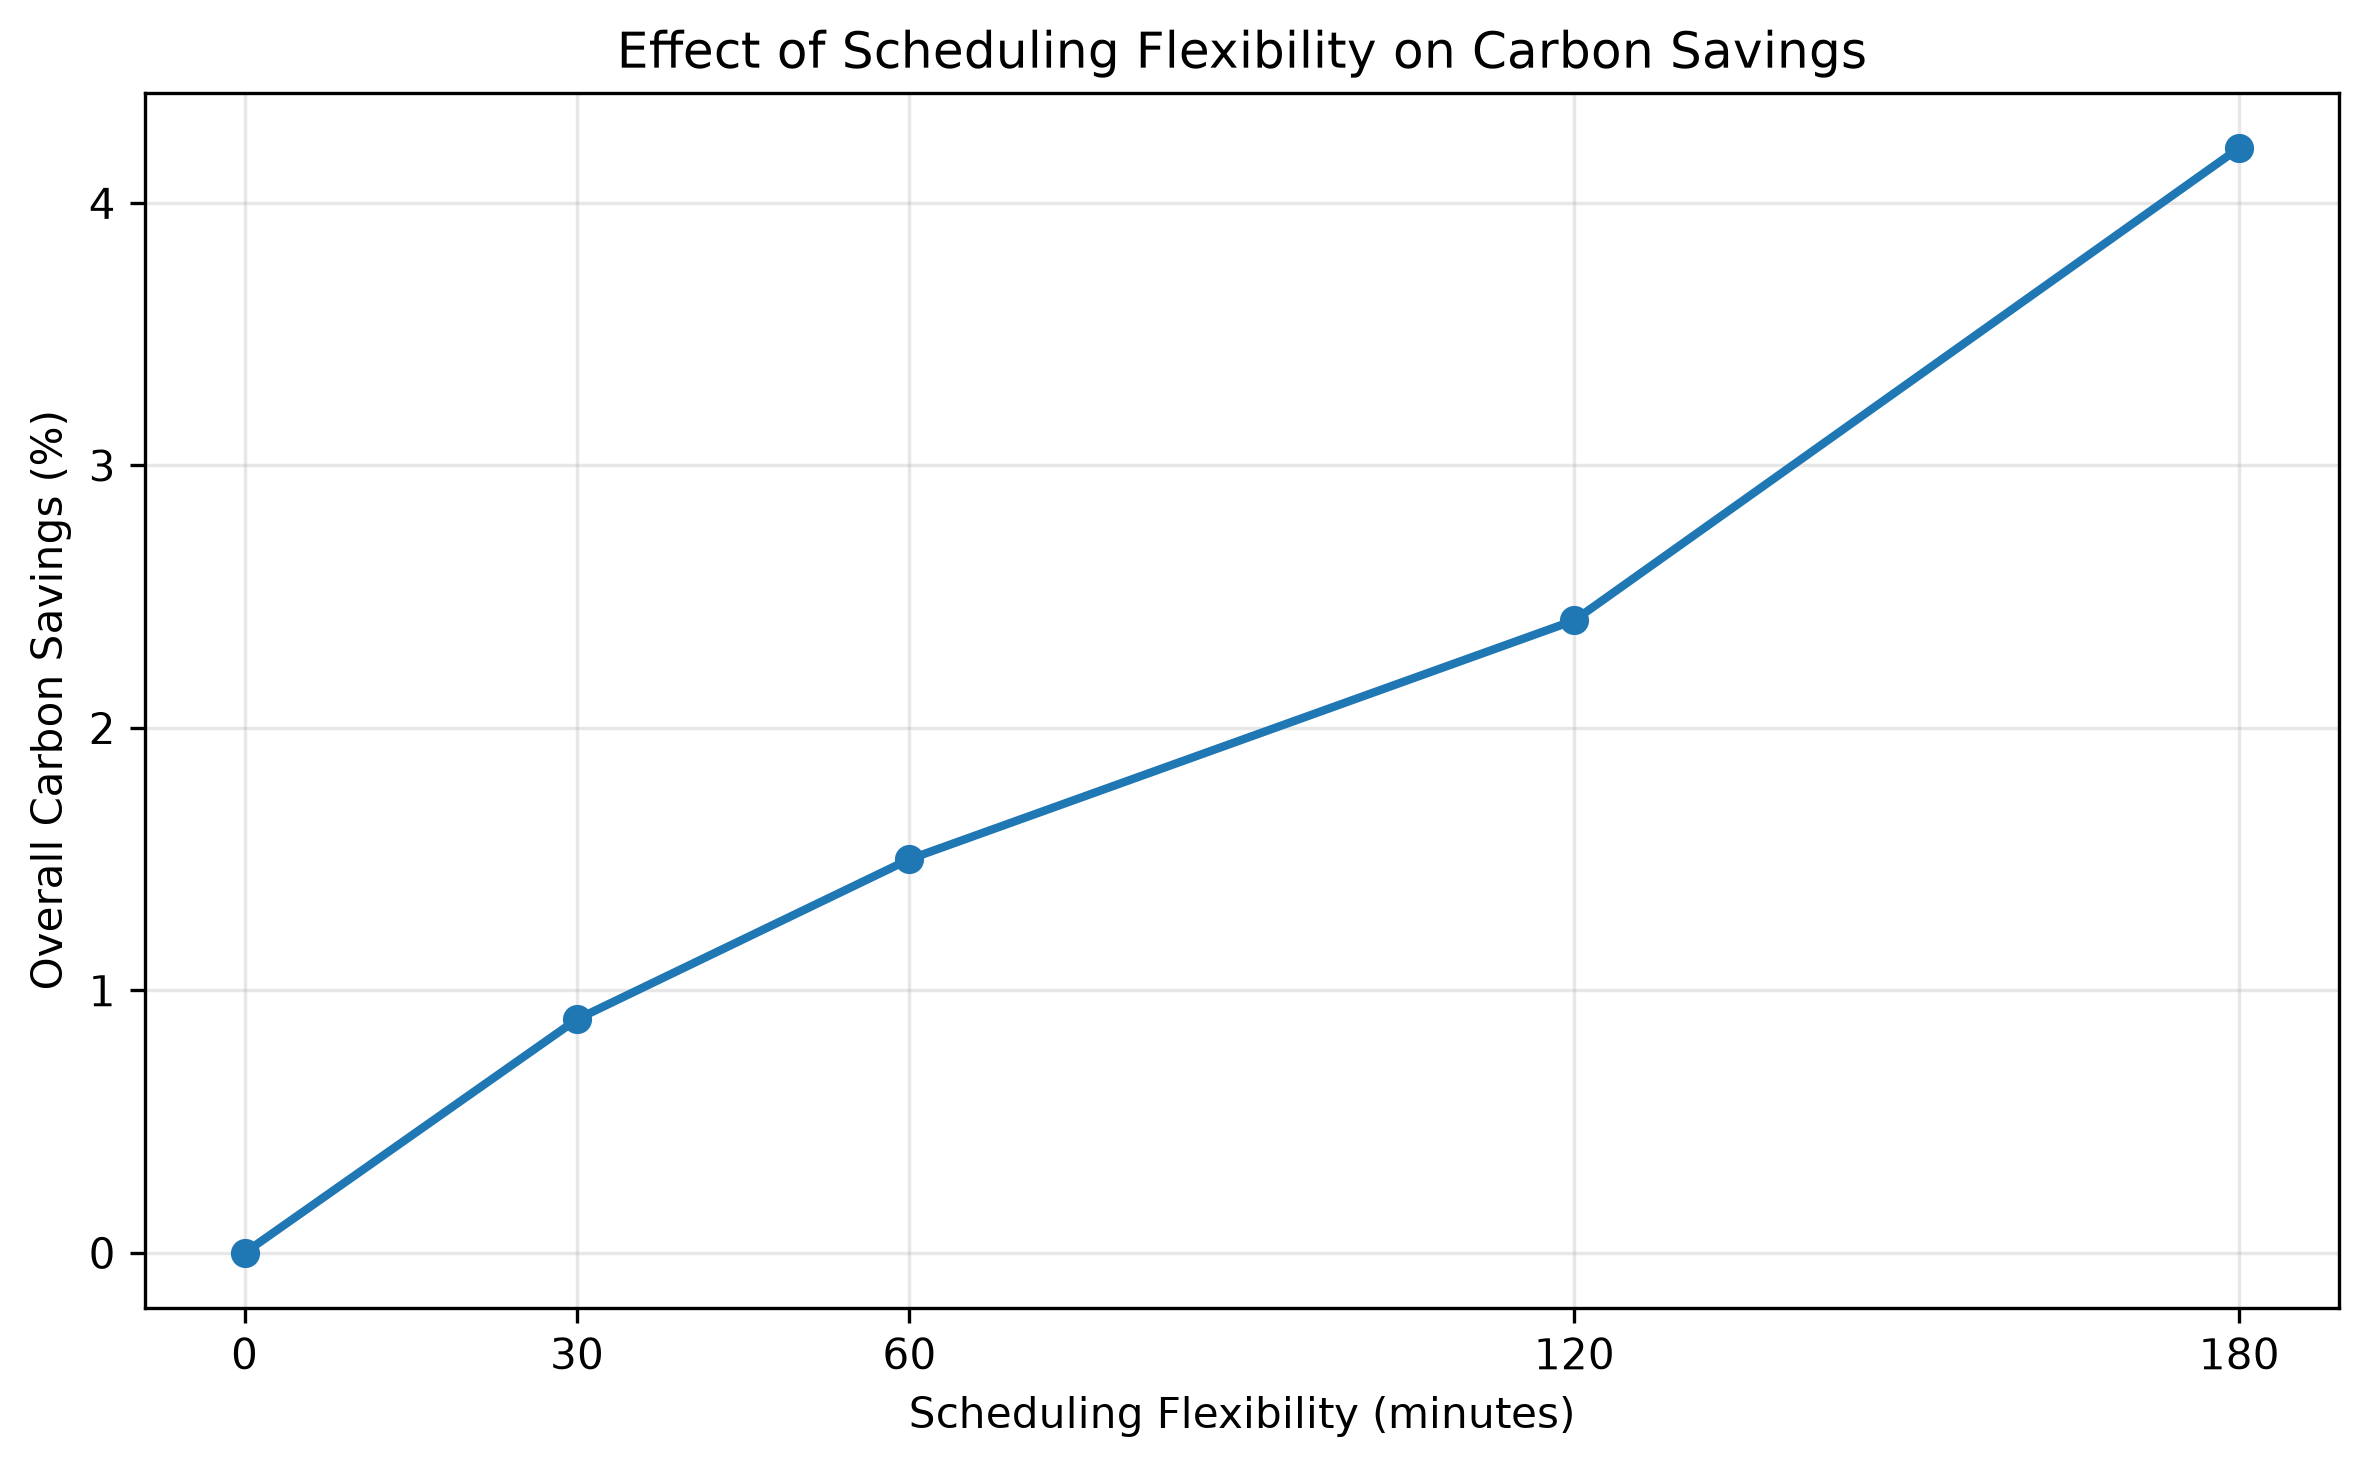 Effect of Scheduling Flexibility on Carbon Savings
Overall Carbon Savings (%)
4
3
2
1
0
0 30 60 120 180
Scheduling Flexibility (minutes)